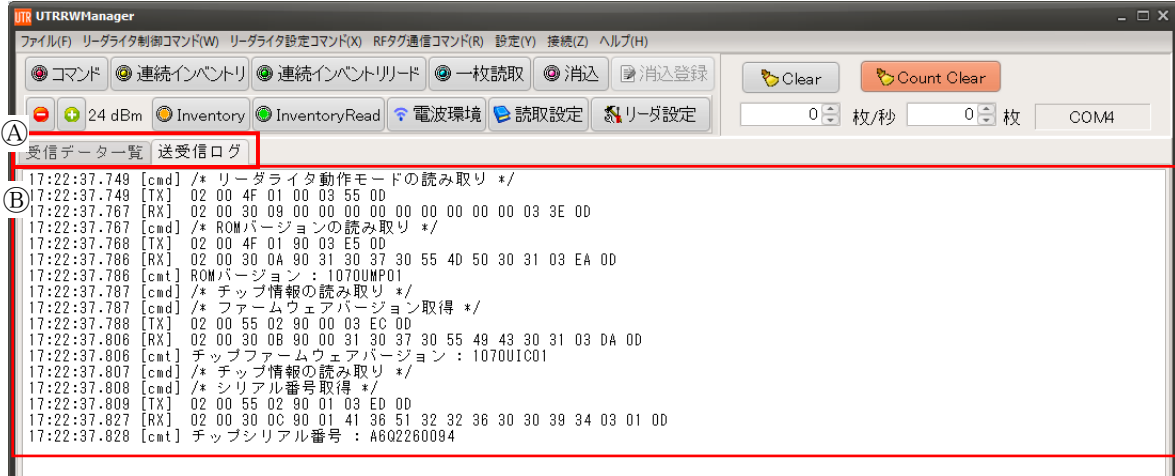 UTR UTRRWManager
ファイル(F) リーダライタ制御コマンド(W) リーダライタ設定コマンド(X) RFタグ通信コマンド(R) 設定(Y) 接続(Z) ヘルプ(H)
コマンド 連続インベントリ 連続インベントリリード 一枚読取 消込 消込登録 Clear Count Clear
24 dBm Inventory InventoryRead 電波環境 読取設定 リーダ設定 0 枚/秒 0 枚 COM4
Ⓐ
受信データ一覧 送受信ログ
Ⓑ
17:22:37.749 [cmd] /* リーダライタ動作モードの読み取り */
17:22:37.749 [TX] 02 00 4F 01 00 03 55 0D
17:22:37.767 [RX] 02 00 30 09 00 00 00 00 00 00 00 00 00 03 3E 0D
17:22:37.767 [cmd] /* ROMバージョンの読み取り */
17:22:37.768 [TX] 02 00 4F 01 90 03 E5 0D
17:22:37.786 [RX] 02 00 30 0A 90 31 30 37 30 55 4D 50 30 31 03 EA 0D
17:22:37.786 [cmt] ROMバージョン : 1070UMP01
17:22:37.787 [cmd] /* チップ情報の読み取り */
17:22:37.787 [cmd] /* ファームウェアバージョン取得 */
17:22:37.788 [TX] 02 00 55 02 90 00 03 EC 0D
17:22:37.806 [RX] 02 00 30 0B 90 00 31 30 37 30 55 49 43 30 31 03 DA 0D
17:22:37.806 [cmt] チップファームウェアバージョン : 1070UIC01
17:22:37.807 [cmd] /* チップ情報の読み取り */
17:22:37.808 [cmd] /* シリアル番号取得 */
17:22:37.809 [TX] 02 00 55 02 90 01 03 ED 0D
17:22:37.827 [RX] 02 00 30 0C 90 01 41 36 51 32 32 36 30 30 39 34 03 01 0D
17:22:37.828 [cmt] チップシリアル番号 : A6Q2260094